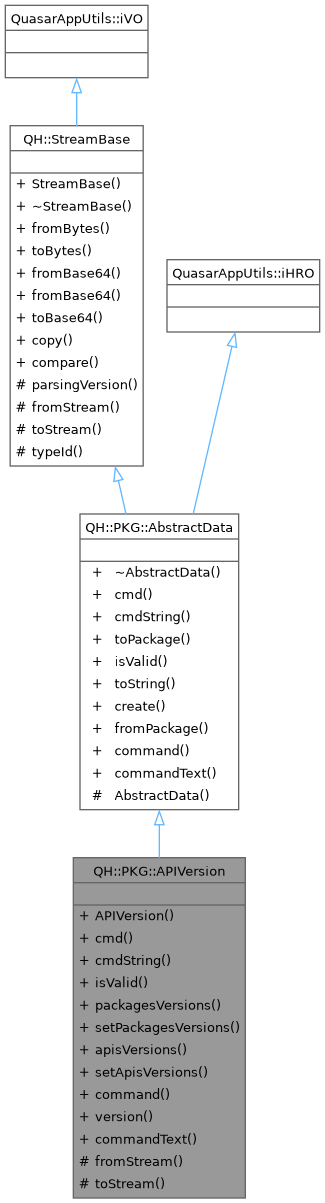 QuasarAppUtils::iVO
QH::StreamBase
+ StreamBase()
+ ~StreamBase()
+ fromBytes()
+ toBytes()
+ fromBase64()
+ fromBase64()
+ toBase64()
+ copy()
+ compare()
# parsingVersion()
# fromStream()
# toStream()
# typeId()
QuasarAppUtils::iHRO
QH::PKG::AbstractData
+ ~AbstractData()
+ cmd()
+ cmdString()
+ toPackage()
+ isValid()
+ toString()
+ create()
+ fromPackage()
+ command()
+ commandText()
# AbstractData()
QH::PKG::APIVersion
+ APIVersion()
+ cmd()
+ cmdString()
+ isValid()
+ packagesVersions()
+ setPackagesVersions()
+ apisVersions()
+ setApisVersions()
+ command()
+ version()
+ commandText()
# fromStream()
# toStream()